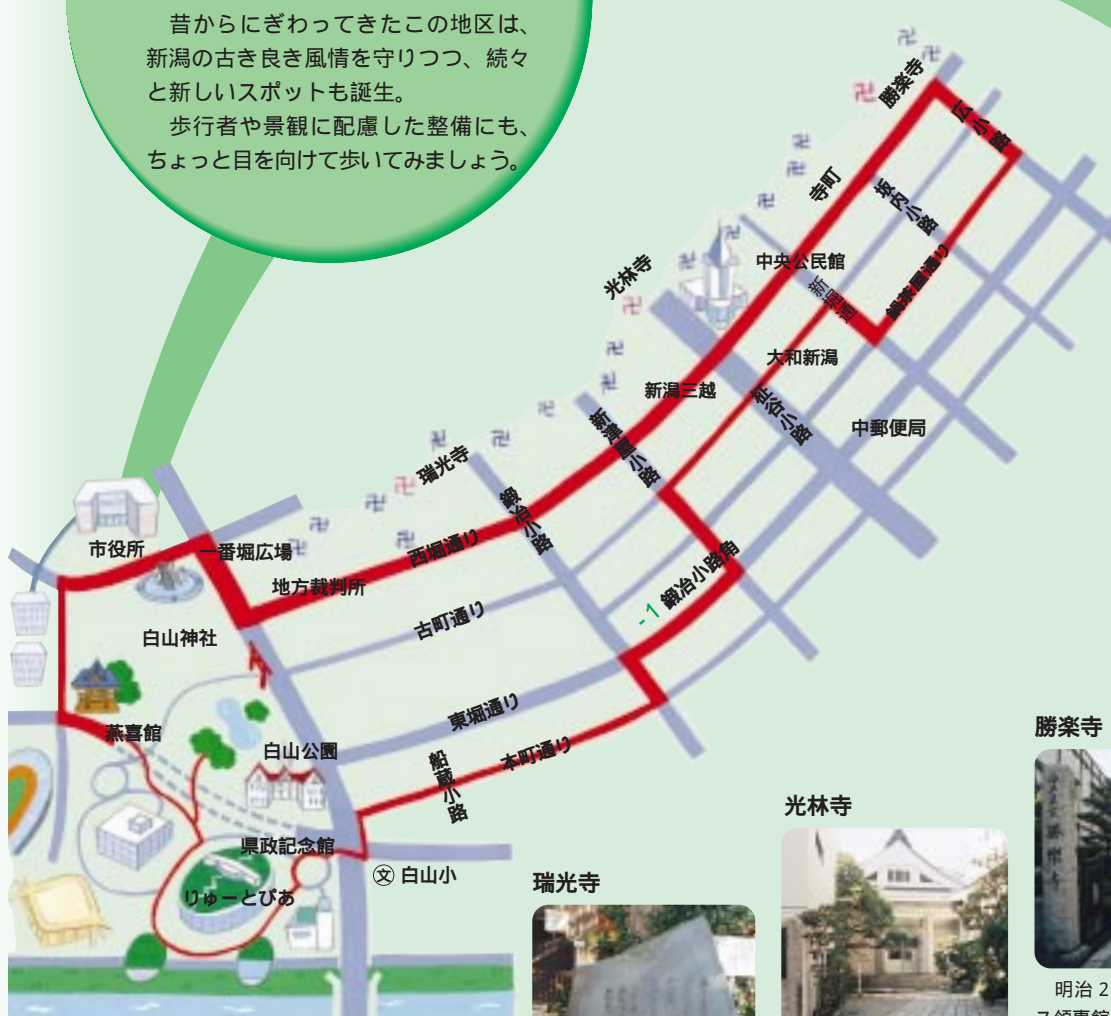 昔からにぎわってきたこの地区は、
新潟の古き良き風情を守りつつ、続々
と新しいスポットも誕生。
歩行者や景観に配慮した整備にも、
ちょっと目を向けて歩いてみましょう。
勝楽寺
広小路
寺町
坂内小路
中央公民館
新堀通
鍋茶屋通り
光林寺
大和新潟
新潟三越
柾谷小路
中郵便局
新津屋小路
瑞光寺
鍛冶小路
西堀通り
市役所
一番堀広場
地方裁判所
-1 鍛冶小路角
古町通り
白山神社
東堀通り
燕喜館
白山公園
船蔵小路
本町通り
県政記念館
文 白山小
りゅーとぴあ
勝楽寺
光林寺
瑞光寺
明治2
ス領事館